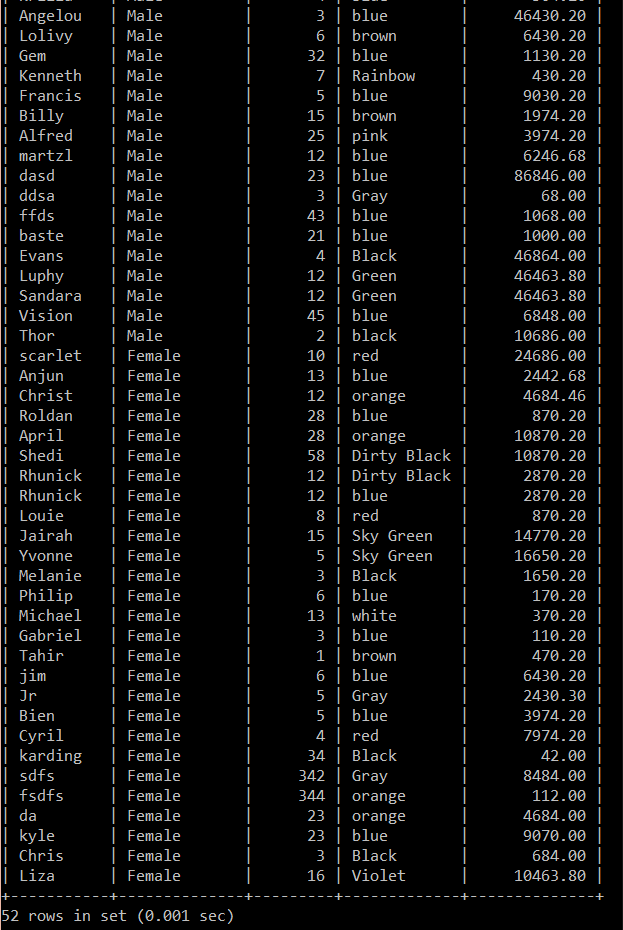 | Angelou   | Male         |       3 | blue        |     46430.20 |
| Lolivy    | Male         |       6 | brown       |      6430.20 |
| Gem       | Male         |      32 | blue        |      1130.20 |
| Kenneth   | Male         |       7 | Rainbow     |       430.20 |
| Francis   | Male         |       5 | blue        |      9030.20 |
| Billy     | Male         |      15 | brown       |      1974.20 |
| Alfred    | Male         |      25 | pink        |      3974.20 |
| martzl    | Male         |      12 | blue        |      6246.68 |
| dasd      | Male         |      23 | blue        |     86846.00 |
| ddsa      | Male         |       3 | Gray        |        68.00 |
| ffds      | Male         |      43 | blue        |      1068.00 |
| baste     | Male         |      21 | blue        |      1000.00 |
| Evans     | Male         |       4 | Black       |     46864.00 |
| Luphy     | Male         |      12 | Green       |     46463.80 |
| Sandara   | Male         |      12 | Green       |     46463.80 |
| Vision    | Male         |      45 | blue        |      6848.00 |
| Thor      | Male         |       2 | black       |     10686.00 |
| scarlet   | Female       |      10 | red         |     24686.00 |
| Anjun     | Female       |      13 | blue        |      2442.68 |
| Christ    | Female       |      12 | orange      |      4684.46 |
| Roldan    | Female       |      28 | blue        |       870.20 |
| April     | Female       |      28 | orange      |     10870.20 |
| Shedi     | Female       |      58 | Dirty Black |     10870.20 |
| Rhunick   | Female       |      12 | Dirty Black |      2870.20 |
| Rhunick   | Female       |      12 | blue        |      2870.20 |
| Louie     | Female       |       8 | red         |       870.20 |
| Jairah    | Female       |      15 | Sky Green   |     14770.20 |
| Yvonne    | Female       |       5 | Sky Green   |     16650.20 |
| Melanie   | Female       |       3 | Black       |      1650.20 |
| Philip    | Female       |       6 | blue        |       170.20 |
| Michael   | Female       |      13 | white       |       370.20 |
| Gabriel   | Female       |       3 | blue        |       110.20 |
| Tahir     | Female       |       1 | brown       |       470.20 |
| jim       | Female       |       6 | blue        |      6430.20 |
| Jr        | Female       |       5 | Gray        |      2430.30 |
| Bien      | Female       |       5 | blue        |      3974.20 |
| Cyril     | Female       |       4 | red         |      7974.20 |
| karding   | Female       |      34 | Black       |        42.00 |
| sdfs      | Female       |     342 | Gray        |      8484.00 |
| fsdfs     | Female       |     344 | orange      |       112.00 |
| da        | Female       |      23 | orange      |      4684.00 |
| kyle      | Female       |      23 | blue        |      9070.00 |
| Chris     | Female       |       3 | Black       |       684.00 |
| Liza      | Female       |      16 | Violet      |     10463.80 |
+-----------+--------------+---------+-------------+--------------+
52 rows in set (0.001 sec)